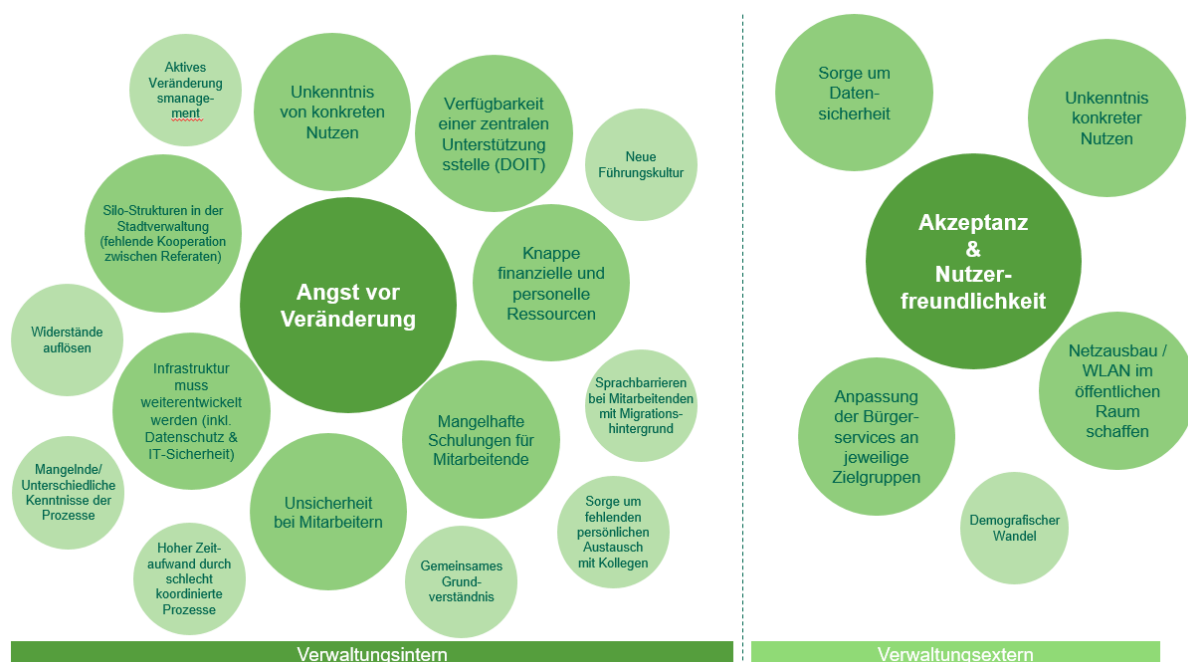 Aktives
Veränderung
smanage-
ment
Unkenntnis
von konkreten
Nutzen
Verfügbarkeit
einer zentralen
Unterstützung
sstelle (DOIT)
Neue
Führungskultur
Silo-Strukturen in der
Stadtverwaltung
(fehlende Kooperation
zwischen Referaten)
Angst vor
Veränderung
Knappe
finanzielle und
personelle
Ressourcen
Widerstände
auflösen
Infrastruktur
muss
weiterentwickelt
werden (inkl.
Datenschutz &
IT-Sicherheit)
Mangelhafte
Schulungen für
Mitarbeitende
Sprachbarrieren
bei Mitarbeitenden
mit Migrations-
hintergrund
Mangelnde/
Unterschiedliche
Kenntnisse der
Prozesse
Unsicherheit
bei Mitarbeitern
Sorge um
fehlenden
persönlichen
Austausch
mit Kollegen
Hoher Zeit-
aufwand durch
schlecht
koordinierte
Prozesse
Gemeinsames
Grund-
verständnis
Verwaltungsintern
Sorge um
Daten-
sicherheit
Unkenntnis
konkreter
Nutzen
Akzeptanz
&
Nutzer-
freundlichkeit
Netzausbau /
WLAN im
öffentlichen
Raum
schaffen
Anpassung
der Bürger-
services an
jeweilige
Zielgruppen
Demografischer
Wandel
Verwaltungsextern